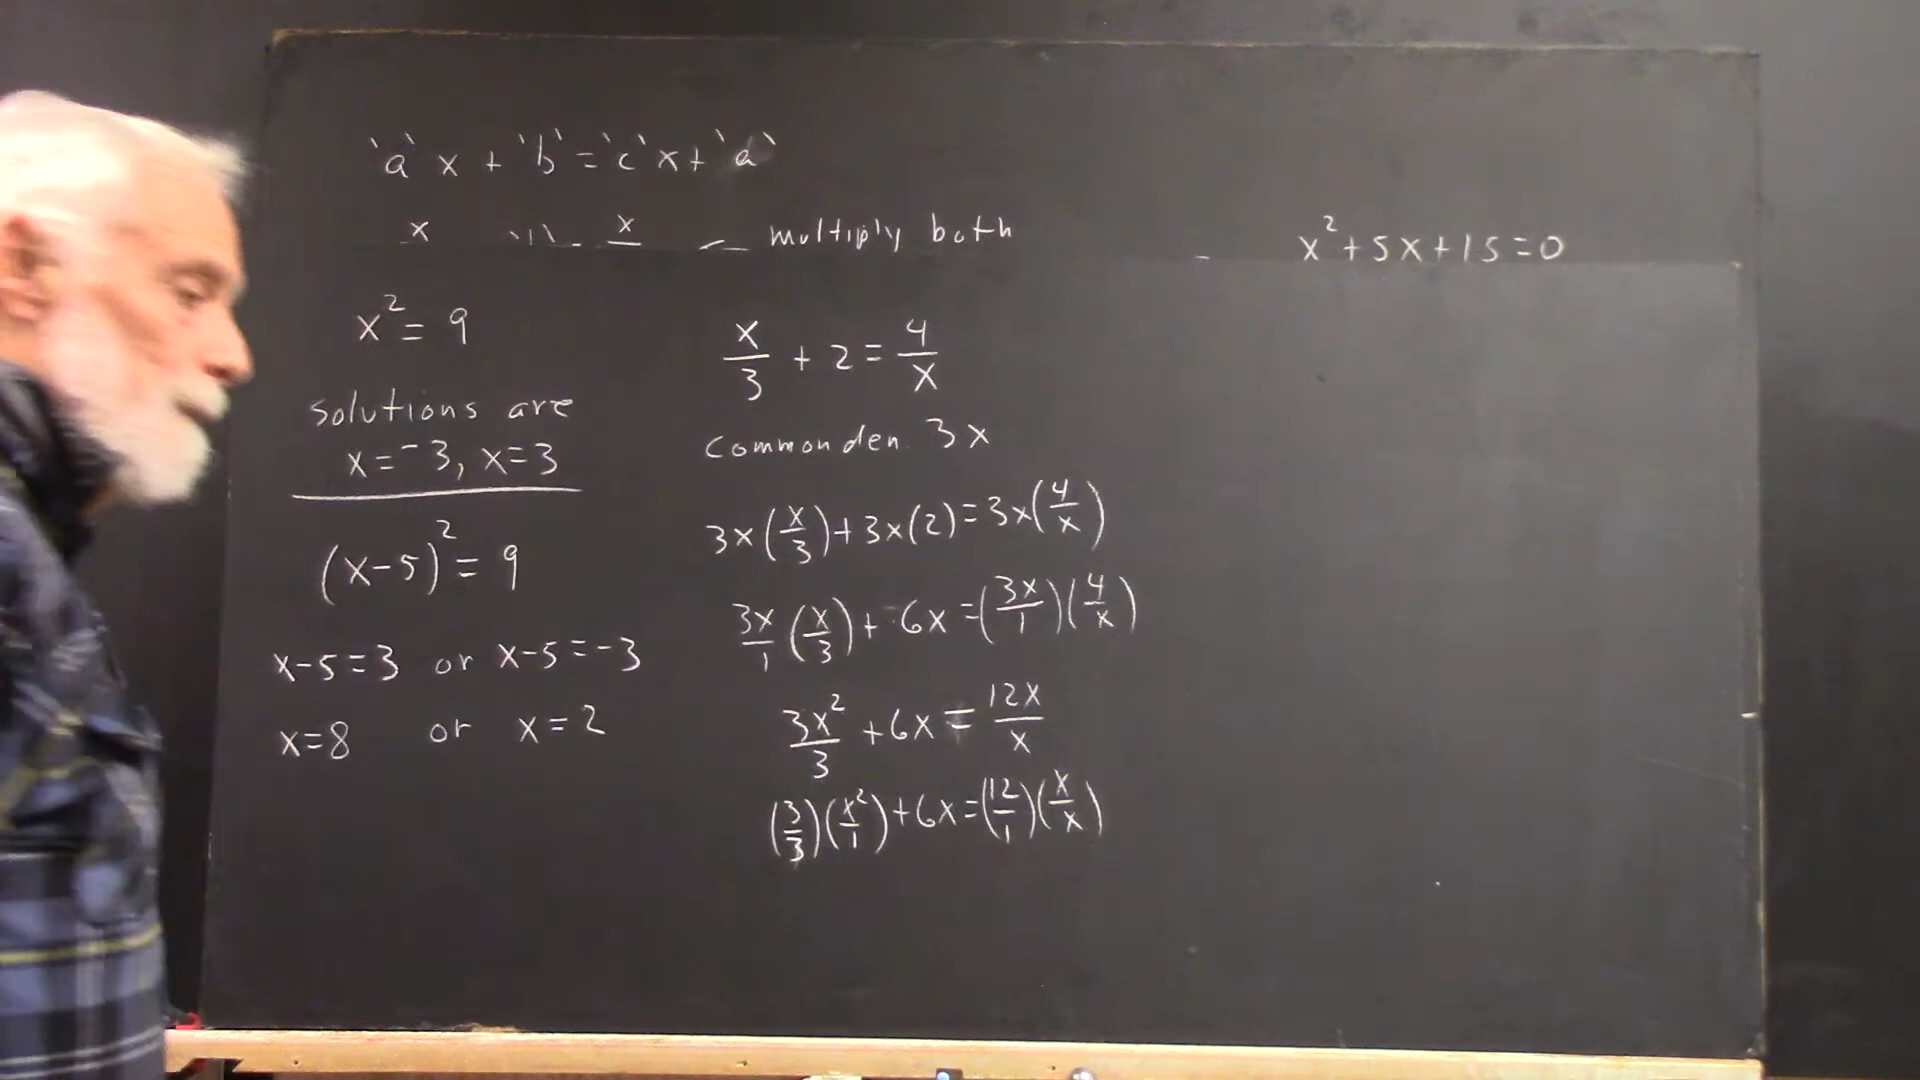 'a' x + 'b' = 'c' x + 'a'
x x multiply both
x² + 5x + 15 = 0
x² = 9
solutions are
x = ⁻3, x = 3
(x-5)² = 9
x-5 = 3 or x-5 = -3
x = 8 or x = 2
x/3 + 2 = 4/x
Common den. 3x
3x(x/3) + 3x(2) = 3x(4/x)
3x/1 (x/3) + 6x = (3x/1)(4/x)
3x²/3 + 6x = 12x/x
(3/3)(x²/1) + 6x = (12/1)(x/x)